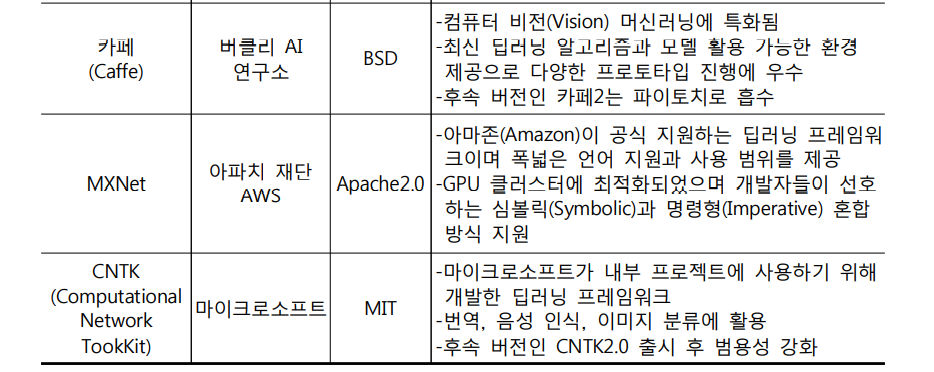 카페
(Caffe)
버클리 AI
연구소
BSD
-컴퓨터 비전(Vision) 머신러닝에 특화됨
-최신 딥러닝 알고리즘과 모델 활용 가능한 환경
제공으로 다양한 프로토타입 진행에 우수
-후속 버전인 카페2는 파이토치로 흡수
MXNet
아파치 재단
AWS
Apache2.0
-아마존(Amazon)이 공식 지원하는 딥러닝 프레임워
크이며 폭넓은 언어 지원과 사용 범위를 제공
-GPU 클러스터에 최적화되었으며 개발자들이 선호
하는 심볼릭(Symbolic)과 명령형(Imperative) 혼합
방식 지원
CNTK
(Computational
Network
TookKit)
마이크로소프트
MIT
-마이크로소프트가 내부 프로젝트에 사용하기 위해
개발한 딥러닝 프레임워크
-번역, 음성 인식, 이미지 분류에 활용
-후속 버전인 CNTK2.0 출시 후 범용성 강화